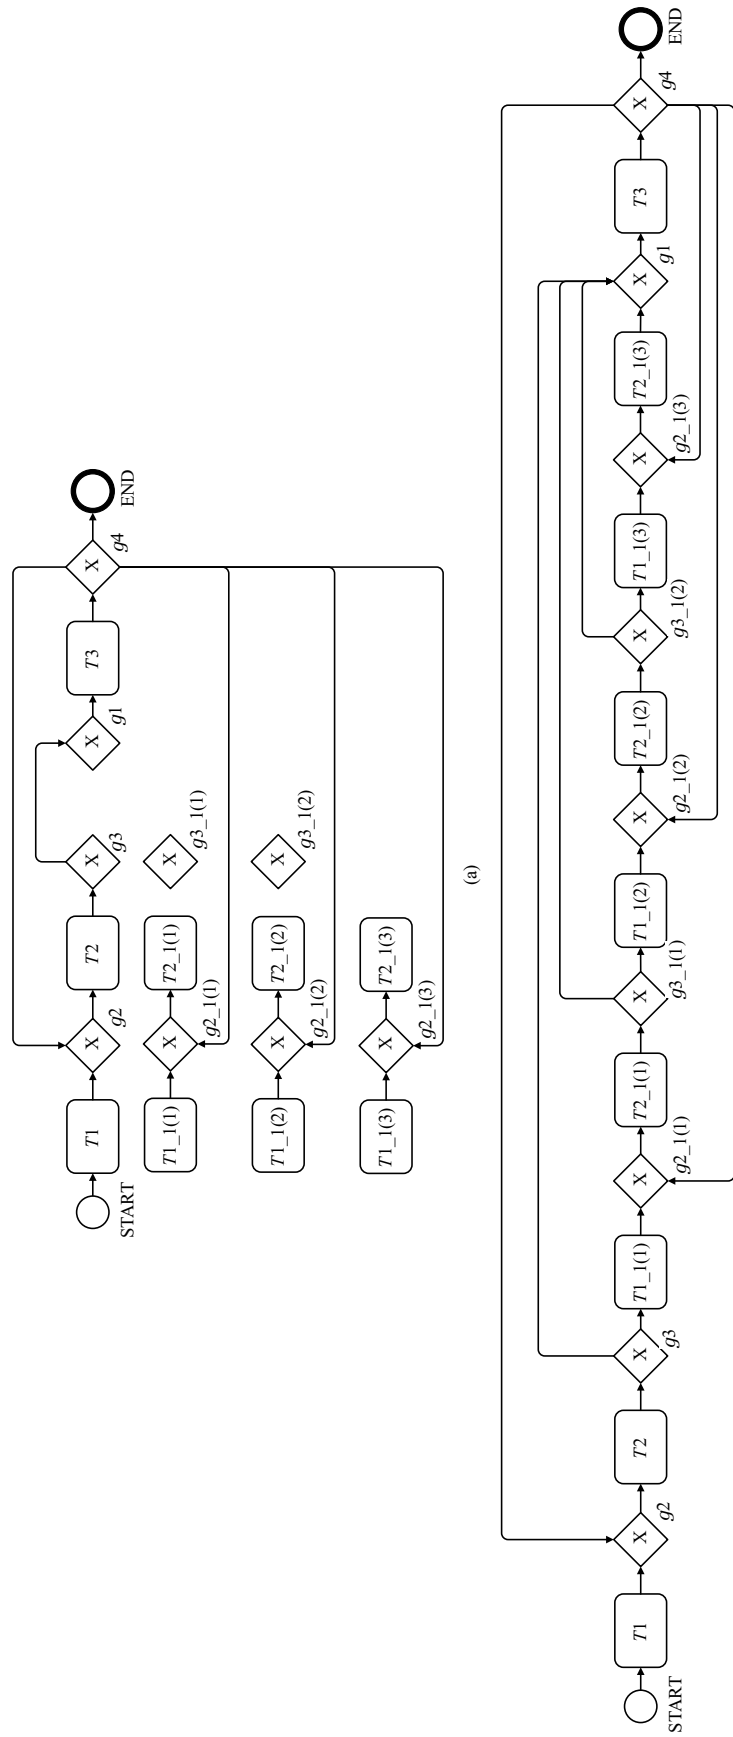 T1 X T2 X X T3 X
START g2 g3 g1 g4 END
T1_1(1) X T2_1(1) X
g2_1(1) g3_1(1)
T1_1(2) X T2_1(2) X
g2_1(2) g3_1(2)
T1_1(3) X T2_1(3)
g2_1(3)
(a)
T1 X T2 X T1_1(1) X T2_1(1) X T1_1(2) X T2_1(2) X T1_1(3) X T2_1(3) X T3 X
START g2 g3 g2_1(1) g3_1(1) g2_1(2) g3_1(2) g2_1(3) g1 g4 END